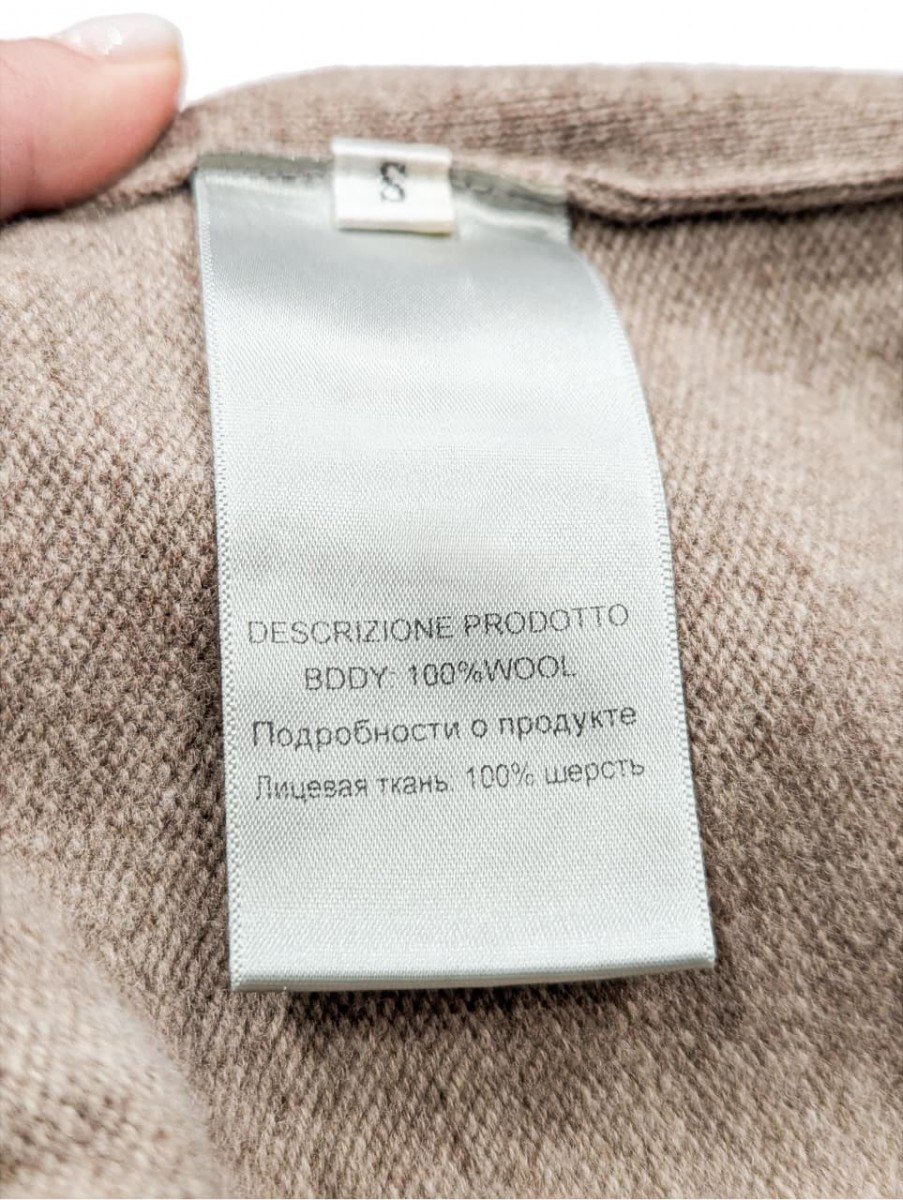 S
DESCRIZIONE PRODOTTO
BDDY: 100%WOOL
Подробности о продукте
Лицевая ткань: 100% шерсть